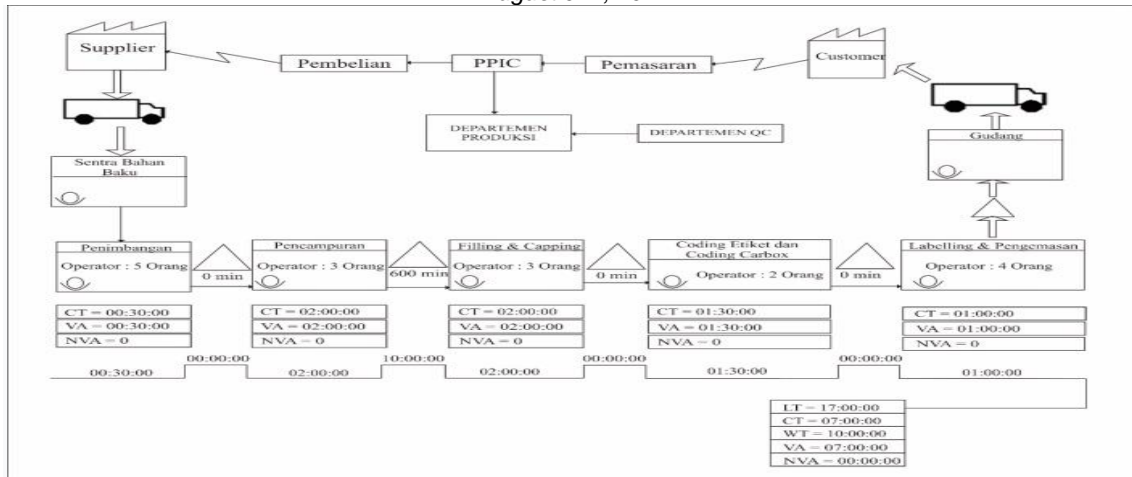 Supplier
Pembelian
PPIC
Pemasaran
Customer
DEPARTEMEN
PRODUKSI
DEPARTEMEN QC
Gudang
Sentra Bahan
Baku
Penimbangan
Operator : 5 Orang
0 min
Pencampuran
Operator : 3 Orang
600 min
Filling & Capping
Operator : 3 Orang
0 min
Coding Etiket dan
Coding Carbox
Operator : 2 Orang
0 min
Labelling & Pengemasan
Operator : 4 Orang
CT = 00:30:00
VA = 00:30:00
NVA = 0
CT = 02:00:00
VA = 02:00:00
NVA = 0
CT = 02:00:00
VA = 02:00:00
NVA = 0
CT = 01:30:00
VA = 01:30:00
NVA = 0
CT = 01:00:00
VA = 01:00:00
NVA = 0
00:00:00
10:00:00
00:00:00
00:00:00
00:30:00
02:00:00
02:00:00
01:30:00
01:00:00
LT = 17:00:00
CT = 07:00:00
WT = 10:00:00
VA = 07:00:00
NVA = 00:00:00